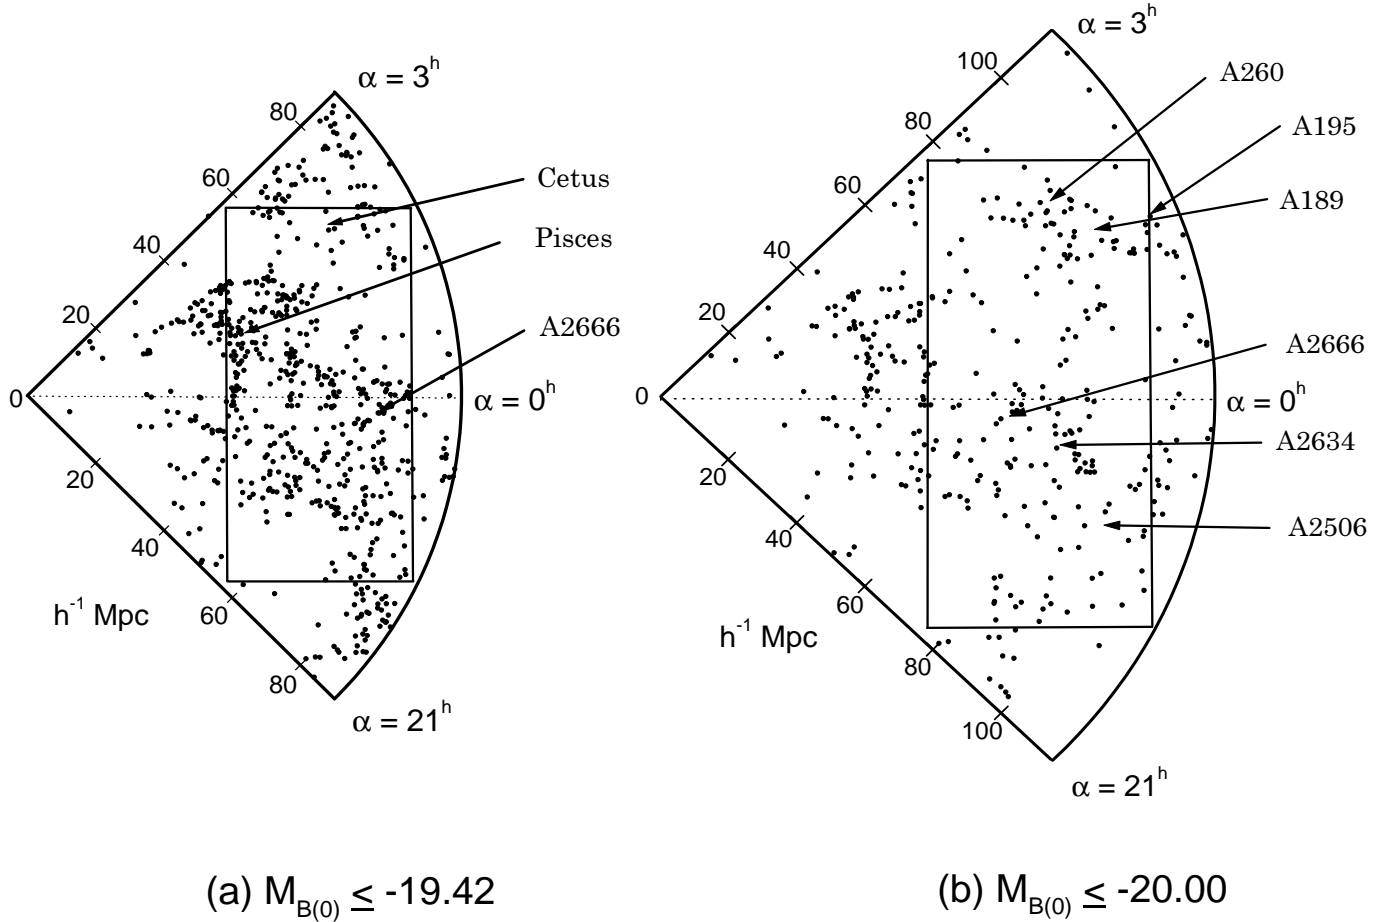 α = 3h
80
60
40
20
0
20
40
60
80
Cetus
Pisces
A2666
α = 0h
α = 21h
h-1 Mpc
(a) MB(0) ≤ -19.42
α = 3h
100
80
60
40
20
0
20
40
60
80
100
A260
A195
A189
A2666
α = 0h
A2634
A2506
α = 21h
h-1 Mpc
(b) MB(0) ≤ -20.00